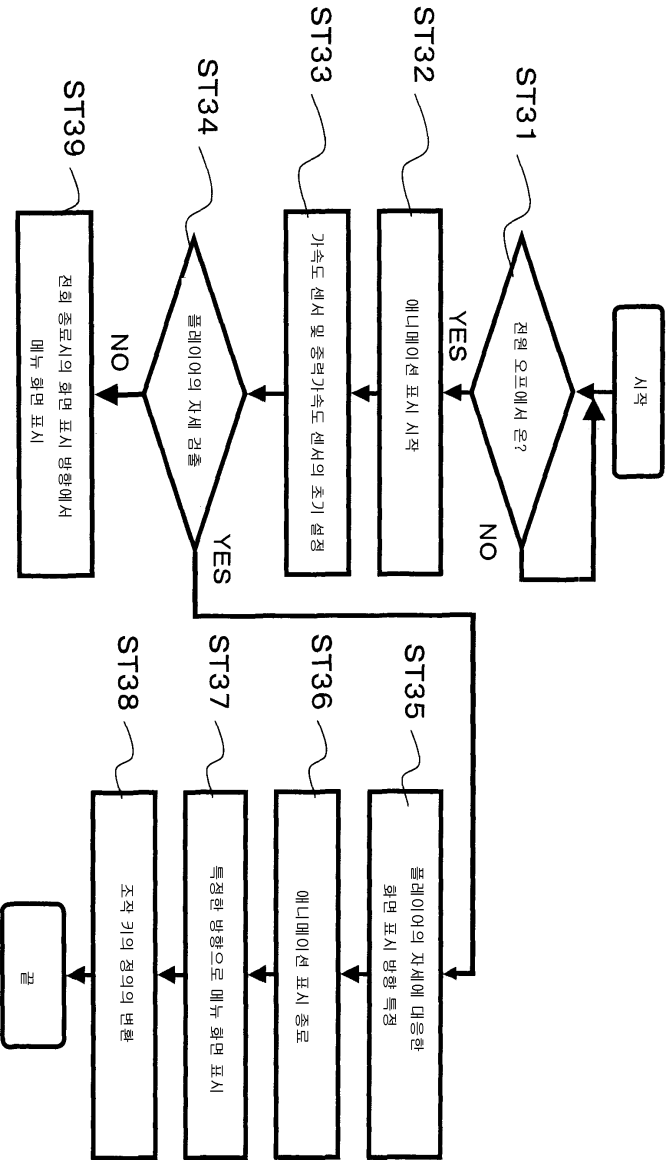 시작
ST31
전원 오프에서 온?
NO
YES
ST32
애니메이션 표시 시작
ST33
가속도 센서 및 중력가속도 센서의 초기 설정
ST34
플레이어의 자세 검출
YES
NO
ST39
전회 종료시의 화면 표시 방향에서
메뉴 화면 표시
ST35
플레이어의 자세에 대응한
화면 표시 방향 특정
ST36
애니메이션 표시 종료
ST37
특정한 방향으로 메뉴 화면 표시
ST38
조작 키의 정의의 변환
끝